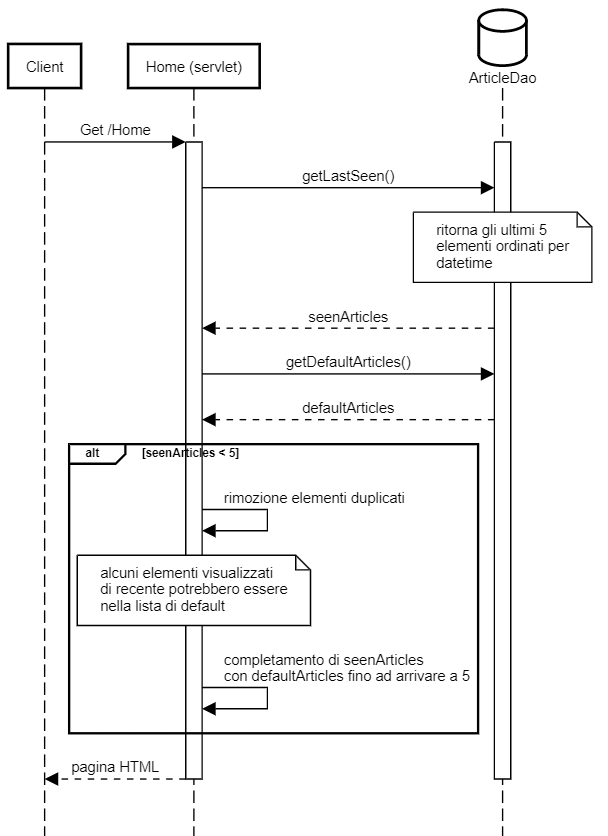 Client
Home (servlet)
ArticleDao
Get /Home
getLastSeen()
ritorna gli ultimi 5
elementi ordinati per
datetime
seenArticles
getDefaultArticles()
defaultArticles
alt
[seenArticles < 5]
rimozione elementi duplicati
alcuni elementi visualizzati
di recente potrebbero essere
nella lista di default
completamento di seenArticles
con defaultArticles fino ad arrivare a 5
pagina HTML